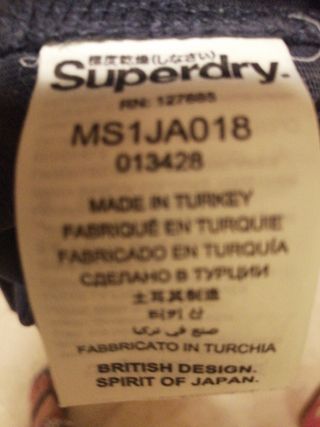 極度乾燥(しなさい)
Superdry.
RN: 127665
MS1JA018
013428
MADE IN TURKEY
FABRIQUÉ EN TURQUIE
FABRICADO EN TURQUÍA
СДЕЛАНО В ТУРЦИИ
土耳其制造
터키 산
صنع في تركيا
FABBRICATO IN TURCHIA
BRITISH DESIGN.
SPIRIT OF JAPAN.